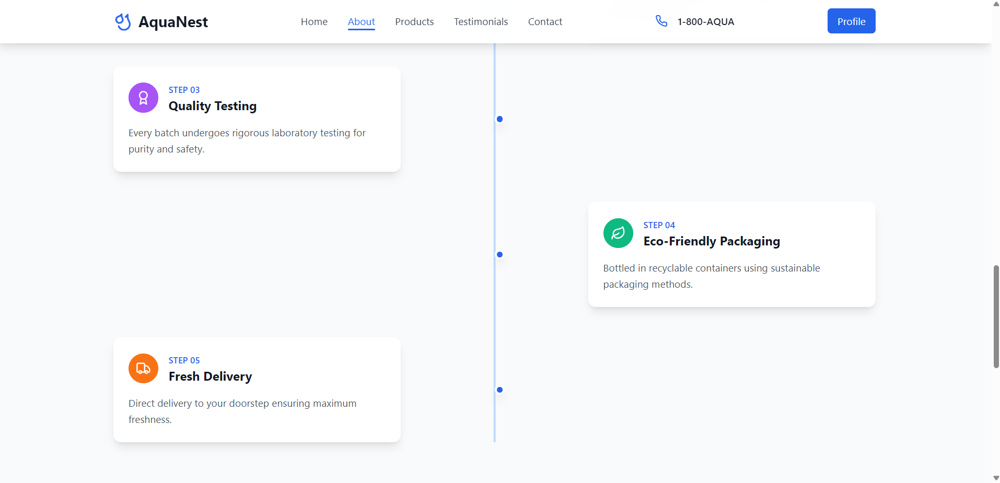 AquaNest
Home
About
Products
Testimonials
Contact
1-800-AQUA
Profile
STEP 03
Quality Testing
Every batch undergoes rigorous laboratory testing for
purity and safety.
STEP 04
Eco-Friendly Packaging
Bottled in recyclable containers using sustainable
packaging methods.
STEP 05
Fresh Delivery
Direct delivery to your doorstep ensuring maximum
freshness.